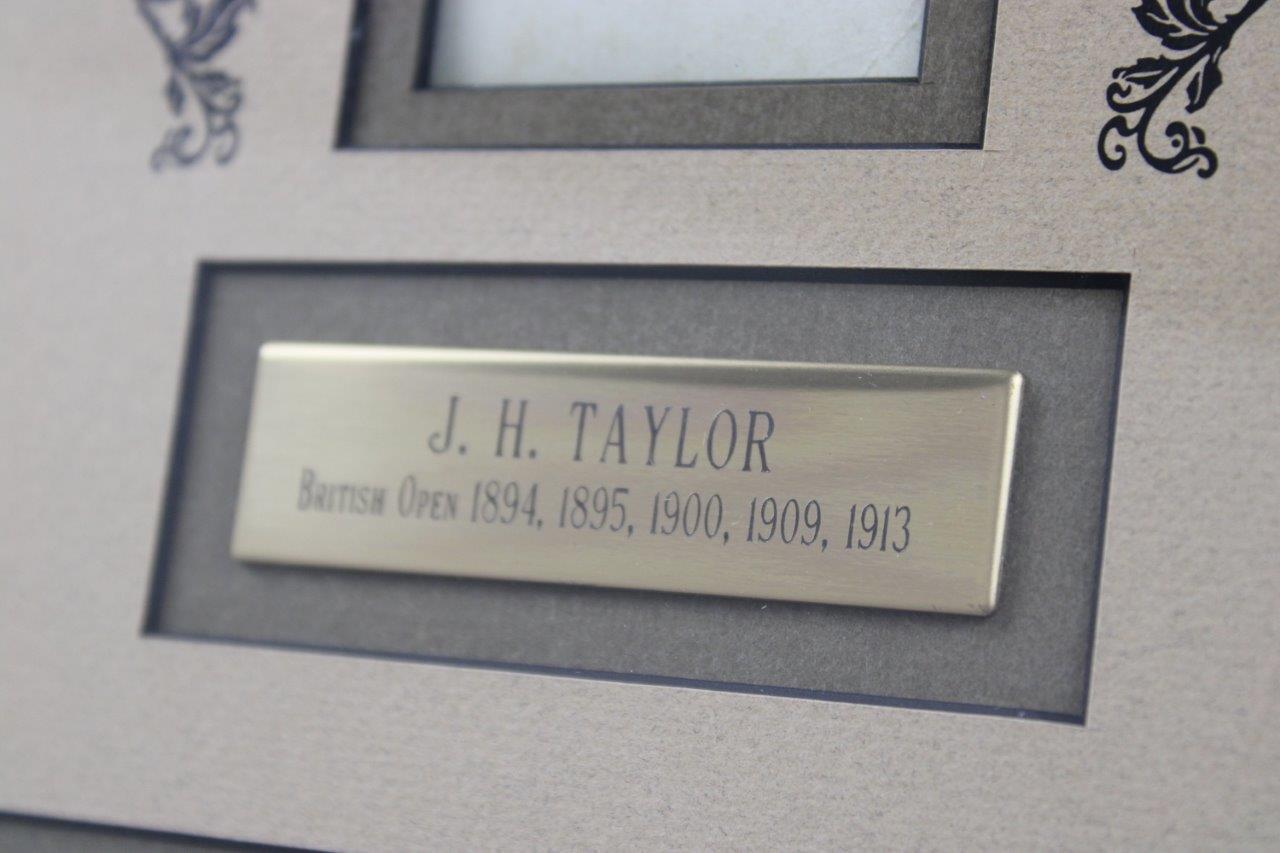 J. H. TAYLOR
BRITISH OPEN 1894, 1895, 1900, 1909, 1913